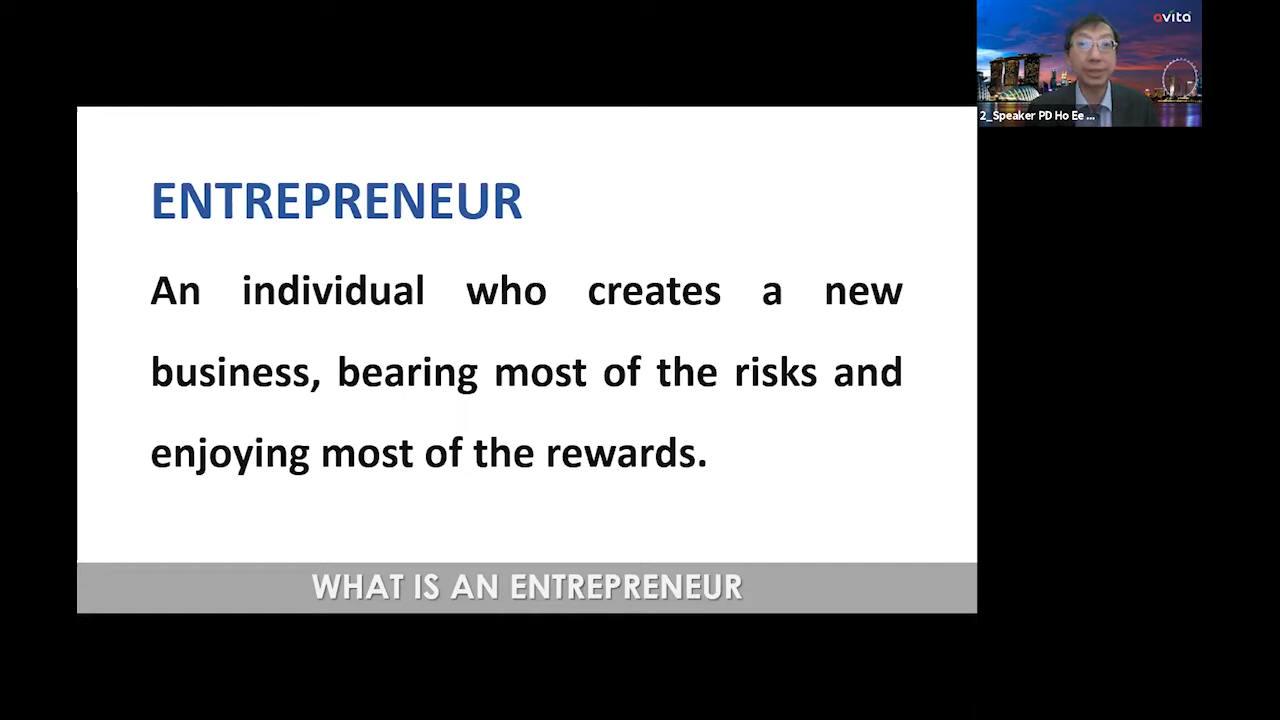 avita
2_Speaker PD Ho Ee ...
ENTREPRENEUR
An individual who creates a new
business, bearing most of the risks and
enjoying most of the rewards.
WHAT IS AN ENTREPRENEUR